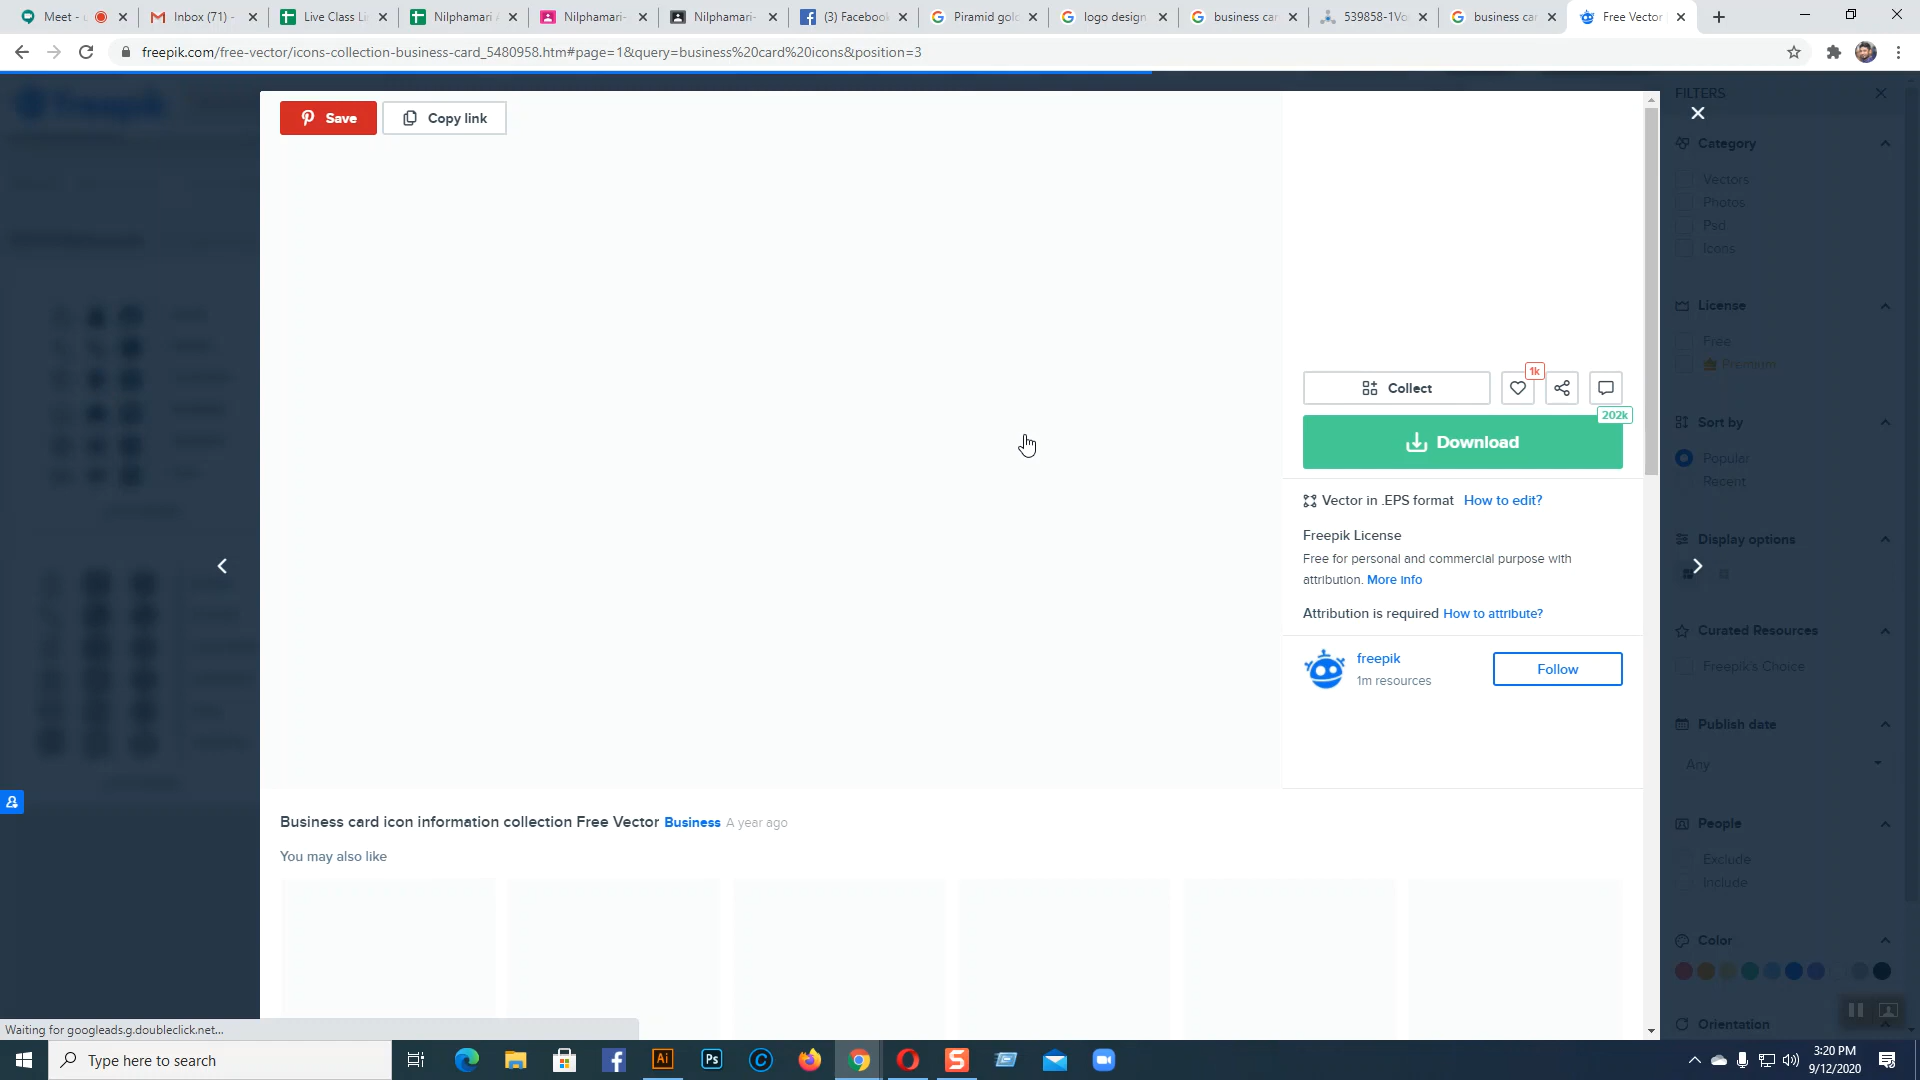 Meet -
Inbox (71) -
Live Class Li
Nilphamari A
Nilphamari-
Nilphamari-
(3) Facebook
Piramid gold
logo design
business car
539858-1Vo
business car
Free Vector
freepik.com/free-vector/icons-collection-business-card_5480958.htm#page=1&query=business%20card%20icons&position=3
Save
Copy link
FILTERS
Category
Vectors
Photos
Psd
Icons
License
Free
Premium
1k
Collect
202k
Download
Sort by
Popular
Recent
Vector in .EPS format How to edit?
Freepik License
Free for personal and commercial purpose with
attribution. More info
Attribution is required How to attribute?
Display options
freepik
1m resources
Follow
Curated Resources
Freepik's Choice
Publish date
Any
People
Exclude
Include
Color
Orientation
Business card icon information collection Free Vector Business A year ago
You may also like
Waiting for googleads.g.doubleclick.net...
Type here to search
Ai
Ps
3:20 PM
9/12/2020